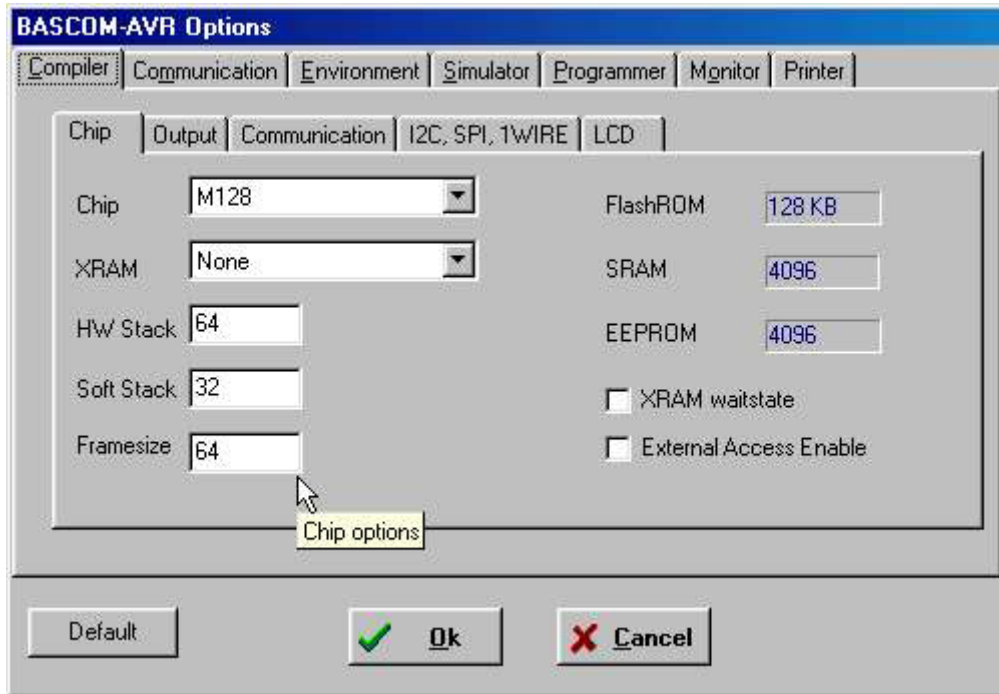 BASCOM-AVR Options
Compiler Communication Environment Simulator Programmer Monitor Printer
Chip Output Communication I2C, SPI, 1WIRE LCD
Chip M128 FlashROM 128 KB
XRAM None SRAM 4096
HW Stack 64 EEPROM 4096
Soft Stack 32 XRAM waitstate
Framesize 64 External Access Enable
Chip options
Default Ok Cancel